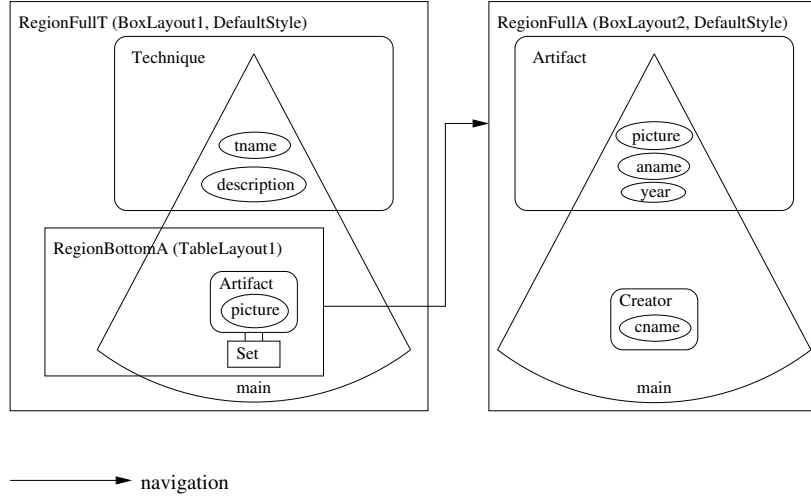 RegionFullT (BoxLayout1, DefaultStyle)
Technique
tname
description
RegionBottomA (TableLayout1)
Artifact
picture
Set
main
RegionFullA (BoxLayout2, DefaultStyle)
Artifact
picture
aname
year
Creator
cname
main
navigation